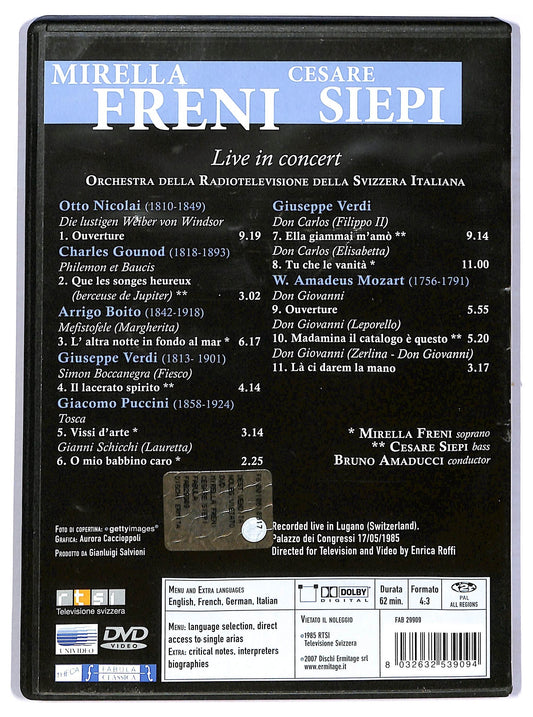 MIRELLA
FRENI
CESARE
SIEPI
Live in concert
ORCHESTRA DELLA RADIOTELEVISIONE DELLA SVIZZERA ITALIANA
Otto Nicolai (1810-1849)
Die lustigen Weiber von Windsor
1. Ouverture 9.19
Charles Gounod (1818-1893)
Philemon et Baucis
2. Que les songes heureux
(berceuse de Jupiter) ** 3.02
Arrigo Boito (1842-1918)
Mefistofele (Margherita)
3. L' altra notte in fondo al mar * 6.17
Giuseppe Verdi (1813- 1901)
Simon Boccanegra (Fiesco)
4. Il lacerato spirito ** 4.14
Giacomo Puccini (1858-1924)
Tosca
5. Vissi d'arte * 3.14
Gianni Schicchi (Lauretta)
6. O mio babbino caro * 2.25
Giuseppe Verdi
Don Carlos (Filippo II)
7. Ella giammai m'amò ** 9.14
Don Carlos (Elisabetta)
8. Tu che le vanità * 11.00
W. Amadeus Mozart (1756-1791)
Don Giovanni
9. Ouverture 5.55
Don Giovanni (Leporello)
10. Madamina il catalogo è questo ** 5.20
Don Giovanni (Zerlina - Don Giovanni)
11. Là ci darem la mano 3.17
* MIRELLA FRENI soprano
** CESARE SIEPI bass
BRUNO AMADUCCI conductor
FOTO DI COPERTINA: gettyimages®
GRAFICA: Aurora Caccioppoli
PRODOTTO DA Gianluigi Salvioni
Recorded live in Lugano (Switzerland).
Palazzo dei Congressi 17/05/1985
Directed for Television and Video by Enrica Roffi
rtsi
Televisione svizzera
UNIVIDEO
DVD
VIDEO
FABULA
CLASSICA
MENU AND EXTRA LANGUAGES
English, French, German, Italian
MENU: language selection, direct
access to single arias
EXTRA: critical notes, interpreters
biographies
DOLBY
DIGITAL
Durata
62 min.
Formato
4:3
PAL
ALL REGIONS
VIETATO IL NOLEGGIO
©1985 RTSI
Televisione Svizzera
©2007 Dischi Ermitage srl
www.ermitage.it
FAB 29909
8 032632 539094